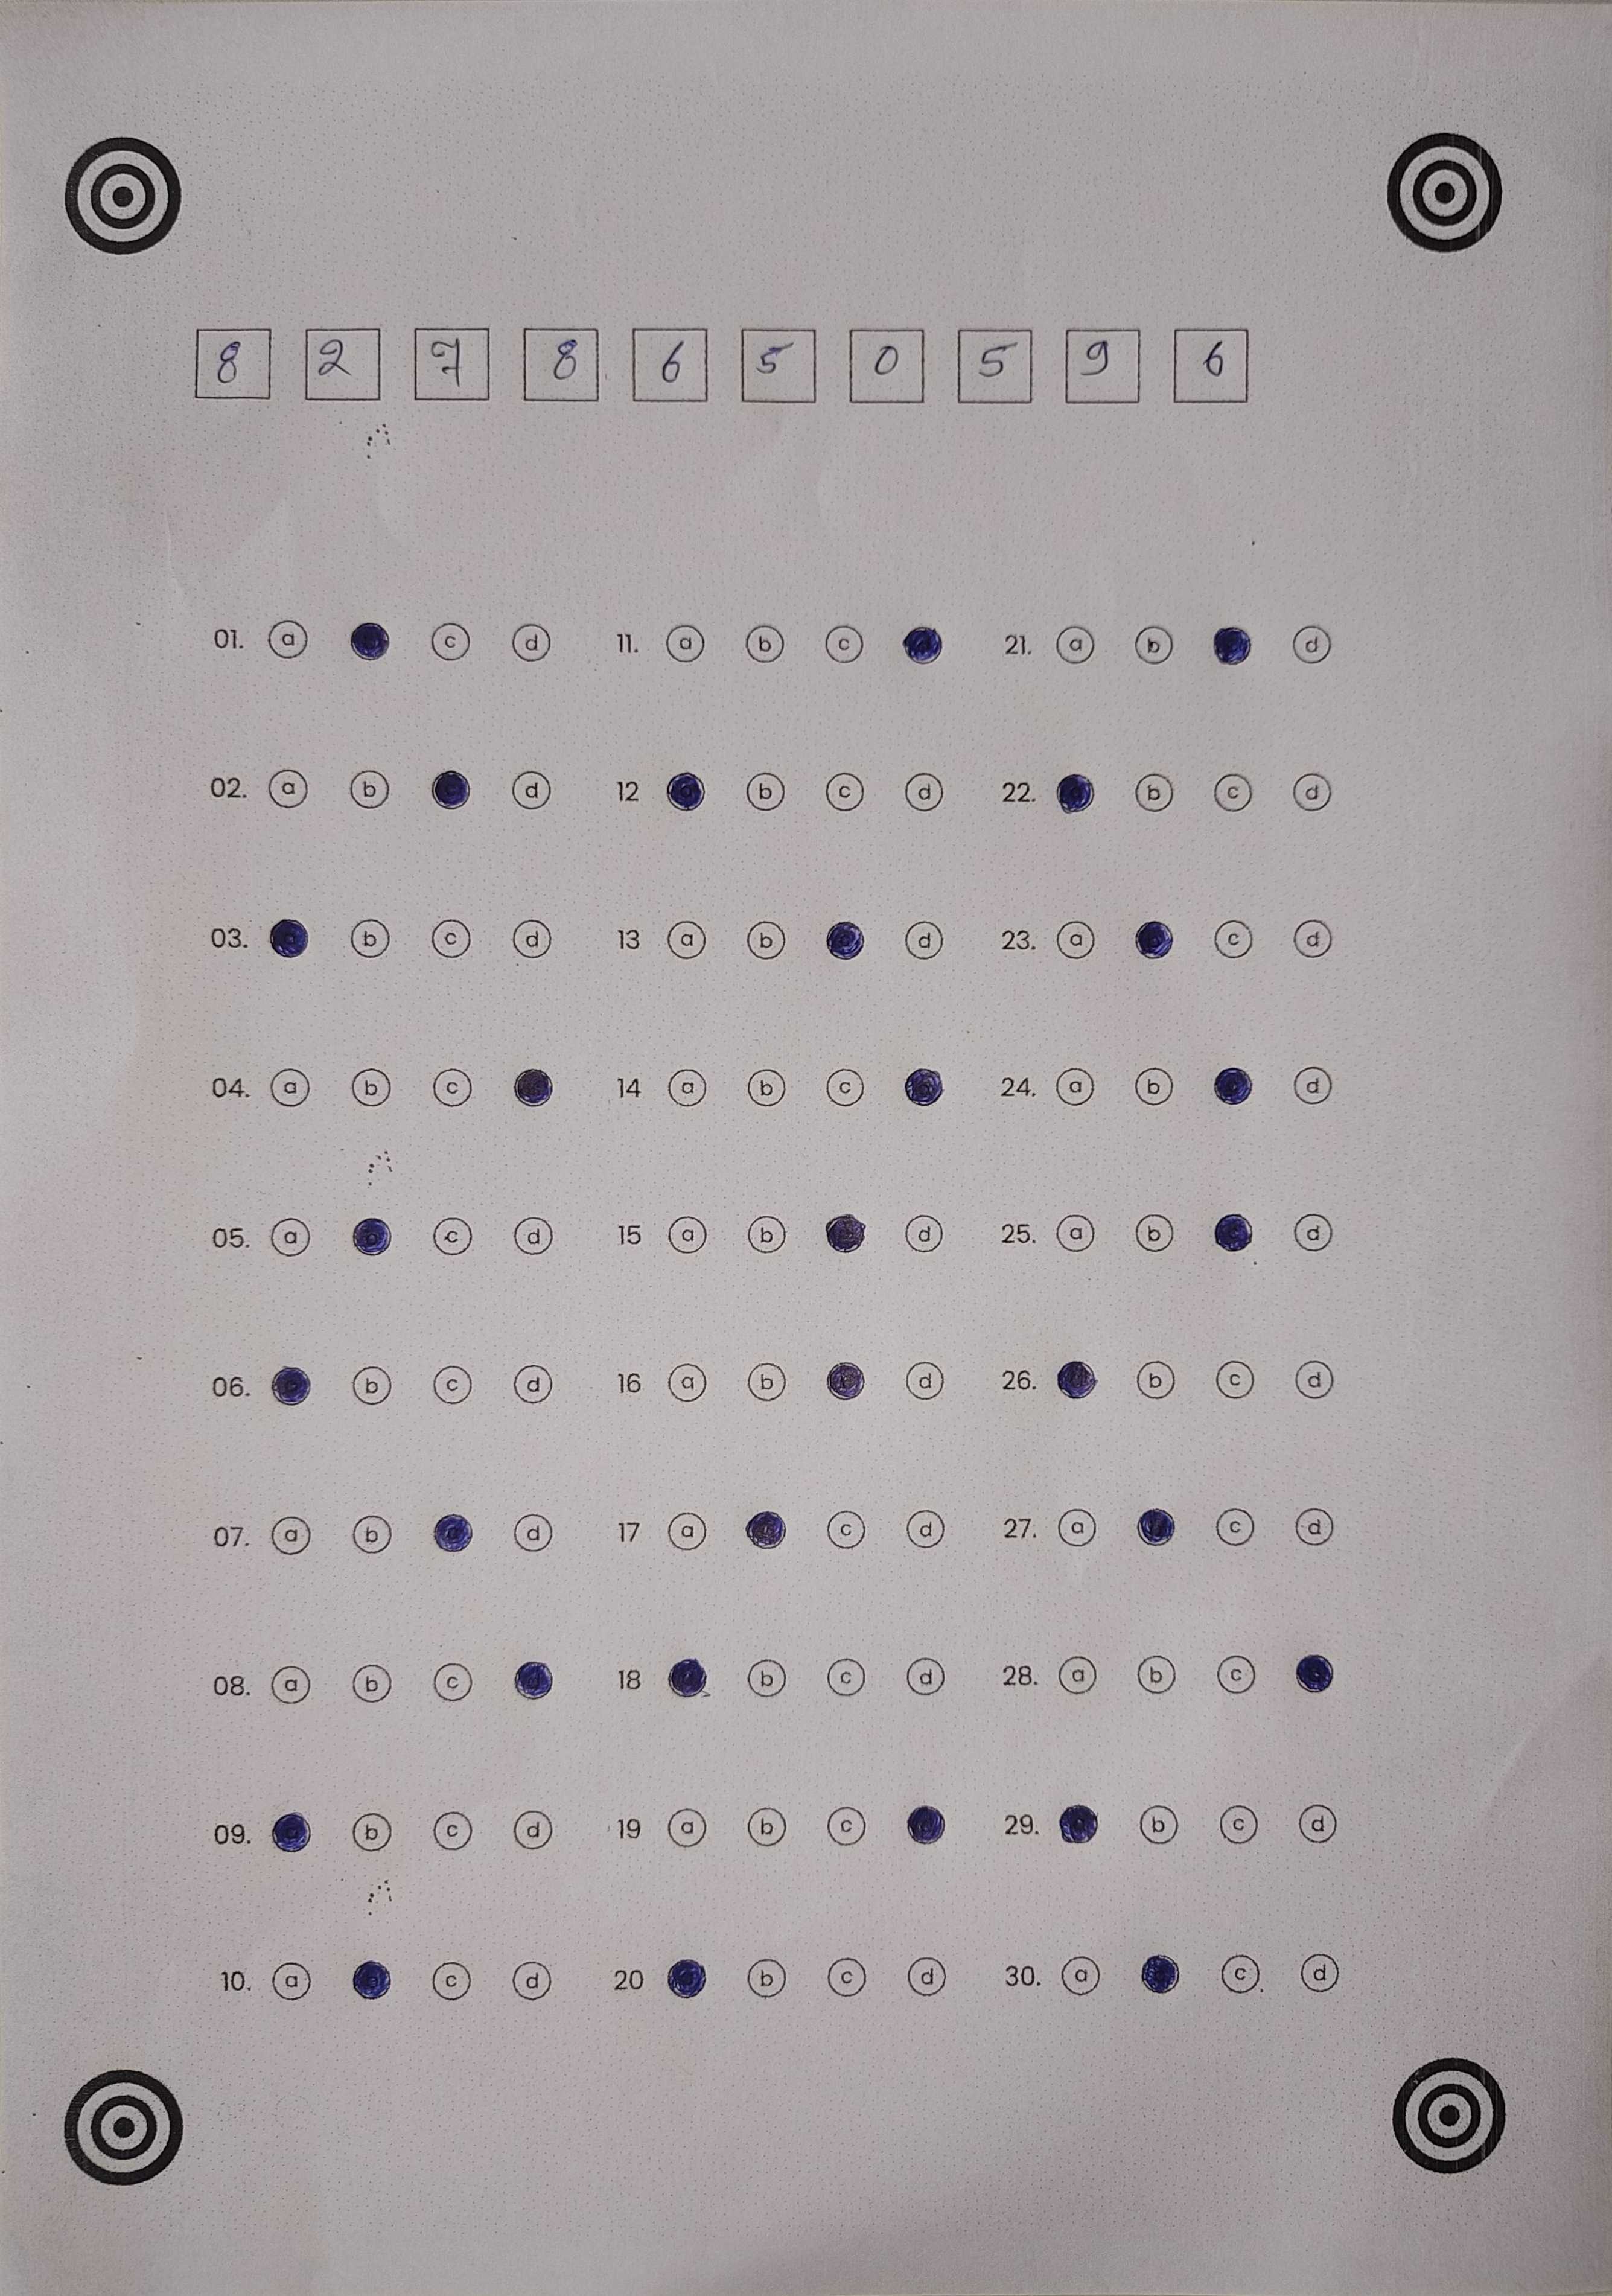 8 2 7 8 6 5 0 5 9 6
01. a c d 11. a b c 21. a b d
02. a b d 12 b c d 22. b c d
03. b c d 13 a b d 23. a c d
04. a b c 14 a b c 24. a b d
05. a c d 15 a b d 25. a b d
06. b c d 16 a b d 26. b c d
07. a b d 17 a c d 27. a c d
08. a b c 18 b c d 28. a b c
09. b c d 19 a b c 29. b c d
10. a c d 20 b c d 30. a c d